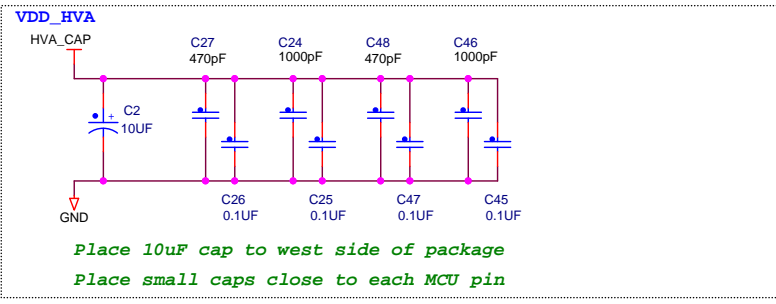 VDD_HVA
HVA_CAP
C27
470pF
C24
1000pF
C48
470pF
C46
1000pF
+
C2
10UF
GND
C26
0.1UF
C25
0.1UF
C47
0.1UF
C45
0.1UF
Place 10uF cap to west side of package
Place small caps close to each MCU pin